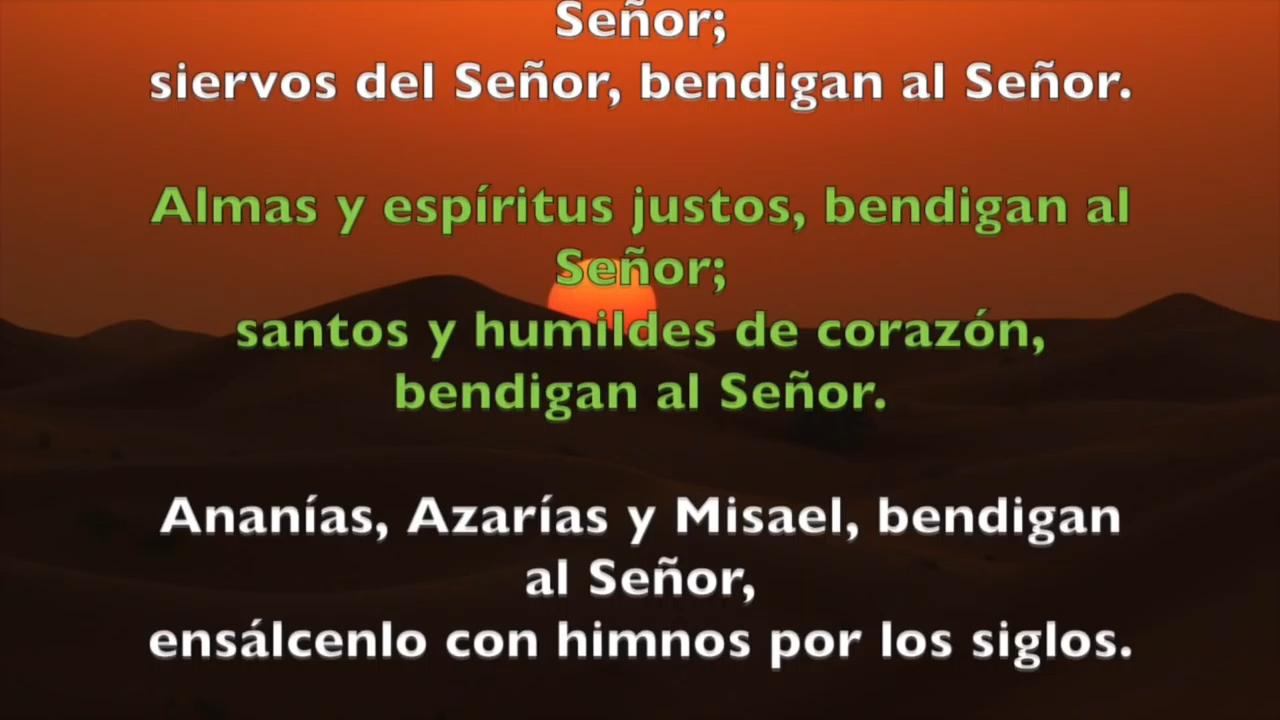 Señor;
siervos del Señor, bendigan al Señor.
Almas y espíritus justos, bendigan al
Señor;
santos y humildes de corazón,
bendigan al Señor.
Ananías, Azarías y Misael, bendigan
al Señor,
ensálcenlo con himnos por los siglos.